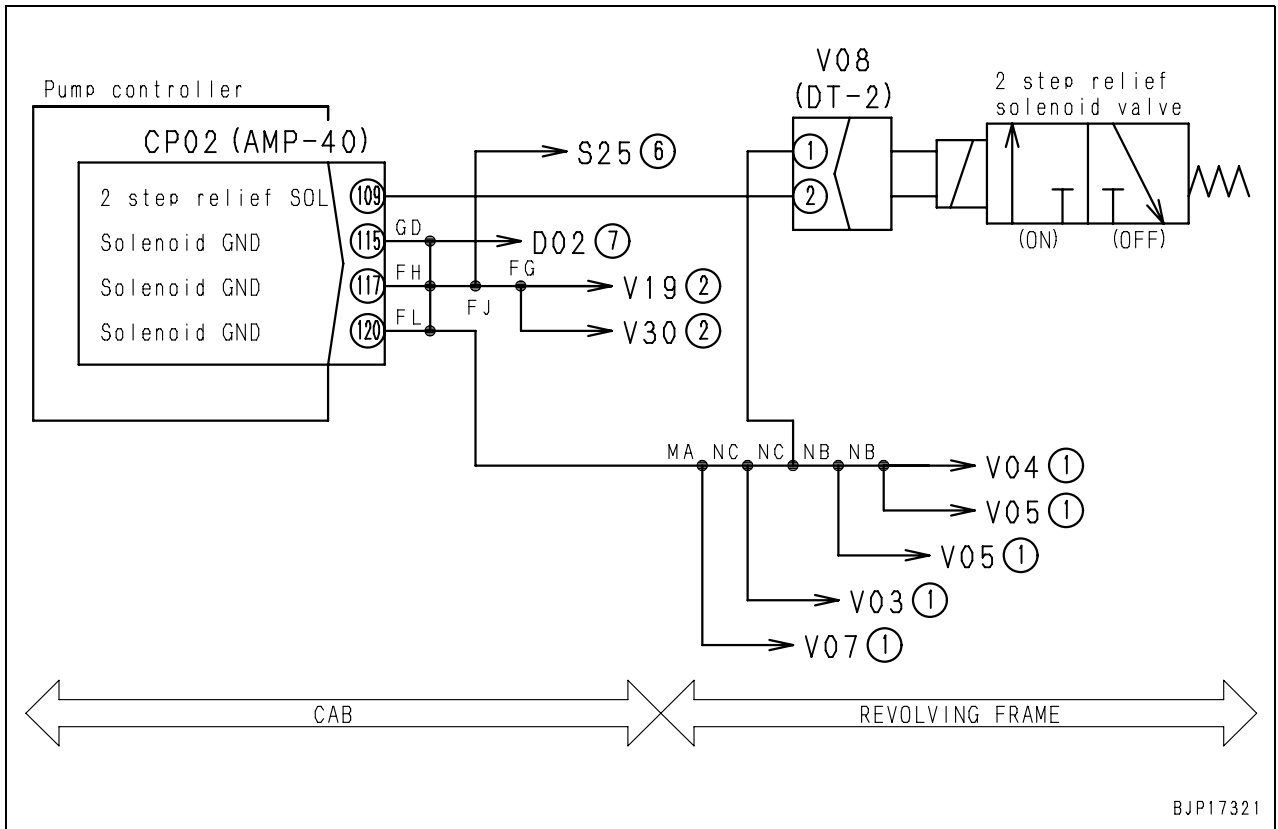 Pump controller
CP02 (AMP-40)
2 step relief SOL 109
Solenoid GND 115
Solenoid GND 117
Solenoid GND 120
GD
FH
FL
FJ
FG
S25 6
D02 7
V19 2
V30 2
V08
(DT-2)
1
2
2 step relief
solenoid valve
(ON) (OFF)
MA NC NC NB NB
V04 1
V05 1
V05 1
V03 1
V07 1
CAB
REVOLVING FRAME
BJP17321